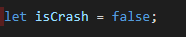 let isCrash = false;